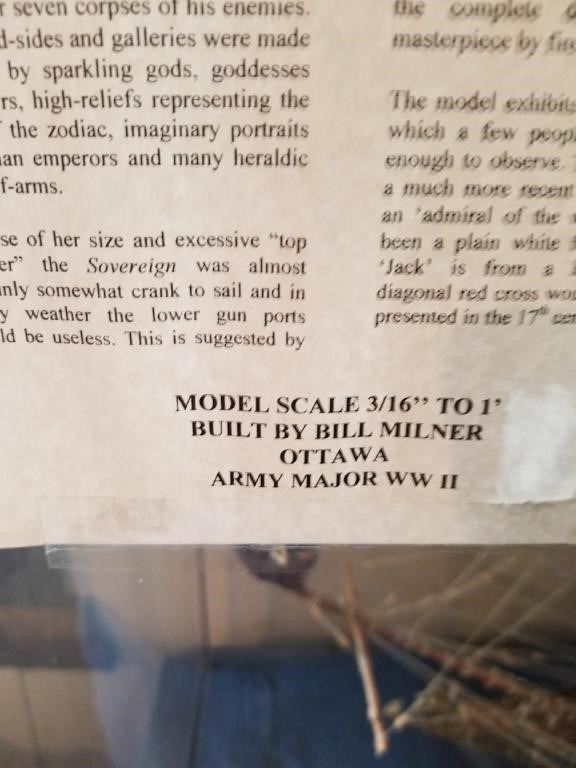 seven corpses of his enemies.
d-sides and galleries were made
by sparkling gods, goddesses
rs, high-reliefs representing the
the zodiac, imaginary portraits
an emperors and many heraldic
f-arms.
se of her size and excessive "top
er" the Sovereign was almost
inly somewhat crank to sail and in
y weather the lower gun ports
ld be useless. This is suggested by
the complete
masterpiece by
The model exhibits
which a few
enough to observe.
a much more recent
an 'admiral of the
been a plain white
'Jack' is from a
diagonal red cross
presented in the 17th
MODEL SCALE 3/16'' TO 1'
BUILT BY BILL MILNER
OTTAWA
ARMY MAJOR WW II